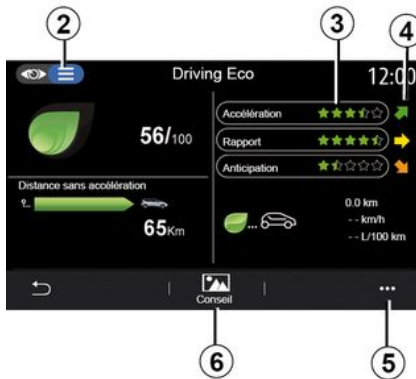 2
3
4
Driving Eco
12:00
56/100
Accélération
Rapport
Anticipation
Distance sans accélération
65Km
0.0 km
-- km/h
-- L/100 km
Conseil
6
5